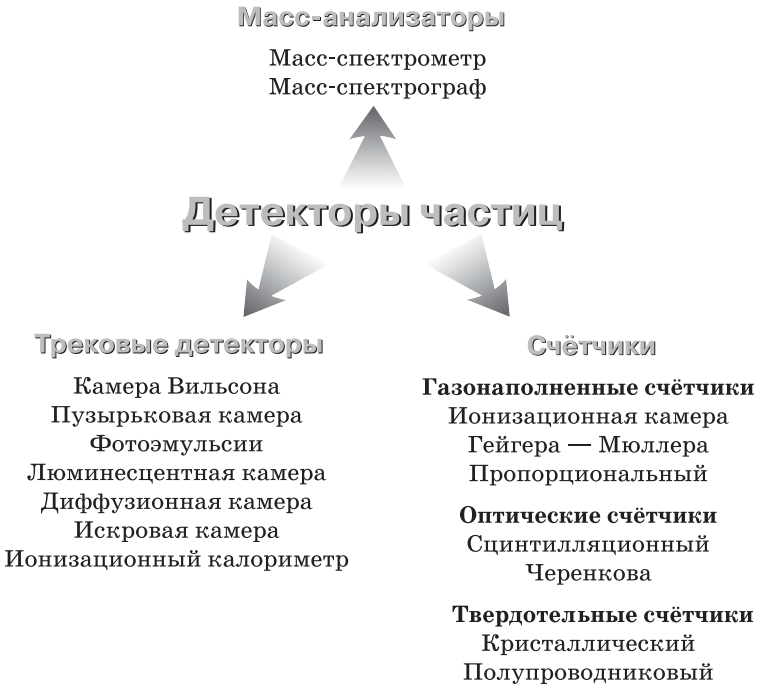 Масс-анализаторы
Масс-спектрометр
Масс-спектрограф
Детекторы частиц
Трековые детекторы
Камера Вильсона
Пузырьковая камера
Фотоэмульсии
Люминесцентная камера
Диффузионная камера
Искровая камера
Ионизационный калориметр
Счётчики
Газонаполненные счётчики
Ионизационная камера
Гейгера — Мюллера
Пропорциональный
Оптические счётчики
Сцинтилляционный
Черенкова
Твердотельные счётчики
Кристаллический
Полупроводниковый